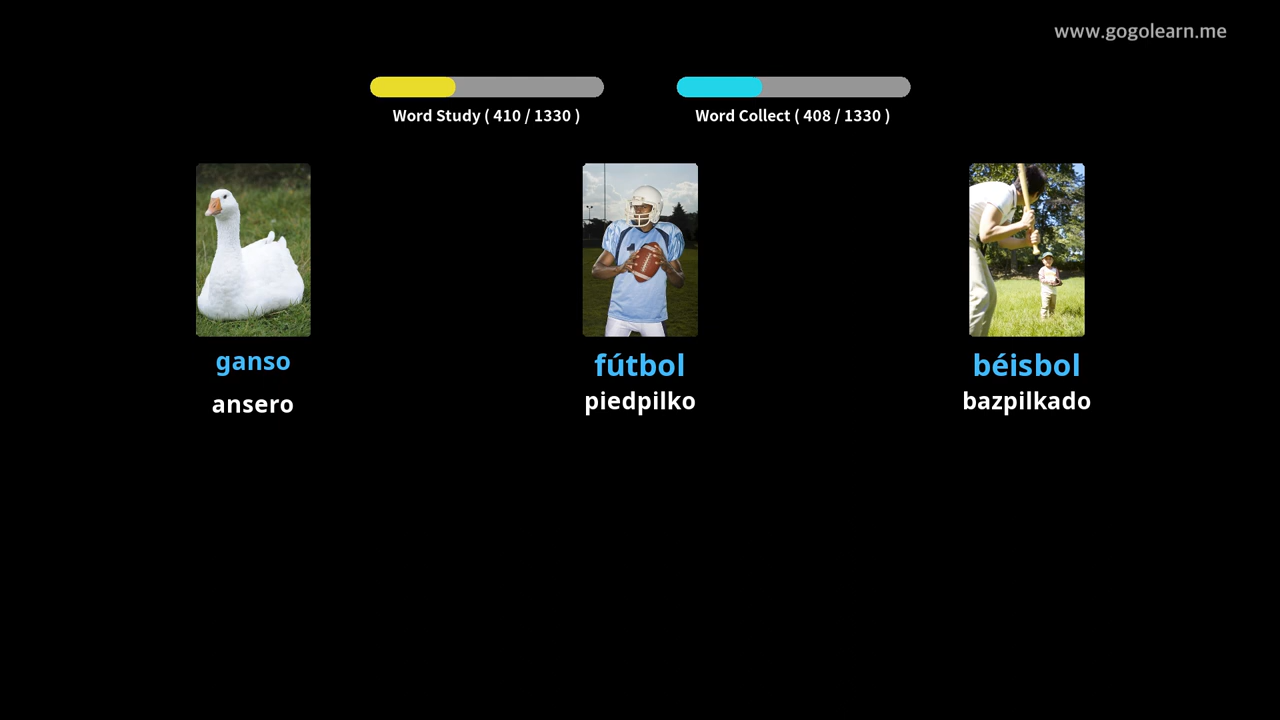 www.gogolearn.me
Word Study ( 410 / 1330 )
Word Collect ( 408 / 1330 )
ganso
fútbol
béisbol
ansero
piedpilko
bazpilkado